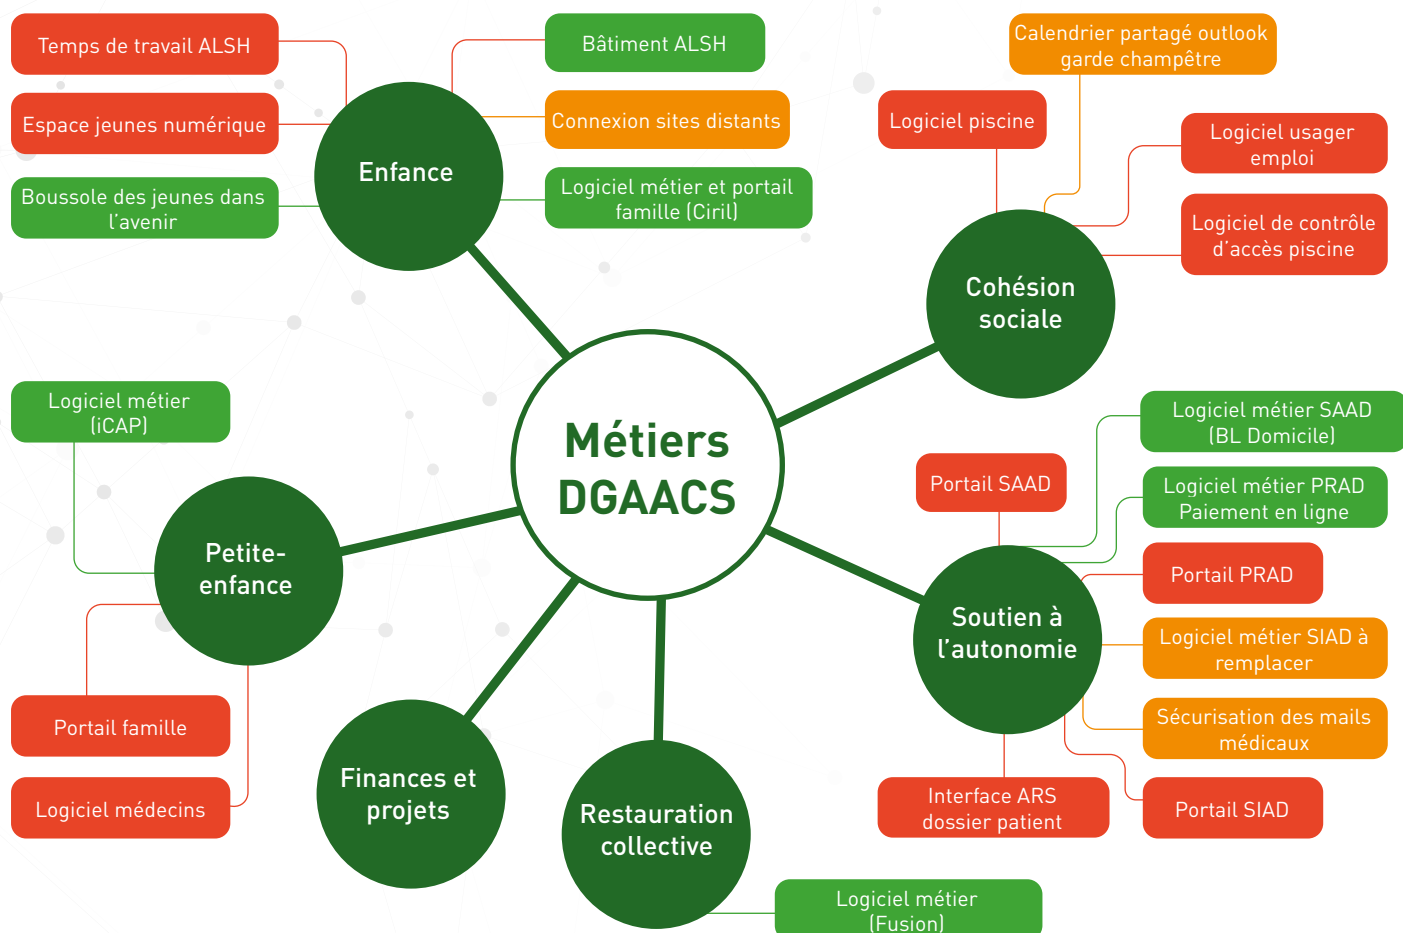 Temps de travail ALSH
Espace jeunes numérique
Boussole des jeunes dans
l’avenir
Bâtiment ALSH
Connexion sites distants
Logiciel métier et portail
famille (Ciril)
Enfance
Calendrier partagé outlook
garde champêtre
Logiciel piscine
Logiciel usager
emploi
Logiciel de contrôle
d’accès piscine
Cohésion
sociale
Métiers
DGAACS
Logiciel métier
(iCAP)
Petite-
enfance
Portail famille
Logiciel médecins
Finances et
projets
Restauration
collective
Logiciel métier
(Fusion)
Portail SAAD
Logiciel métier SAAD
(BL Domicile)
Logiciel métier PRAD
Paiement en ligne
Portail PRAD
Soutien à
l’autonomie
Logiciel métier SIAD à
remplacer
Sécurisation des mails
médicaux
Interface ARS
dossier patient
Portail SIAD